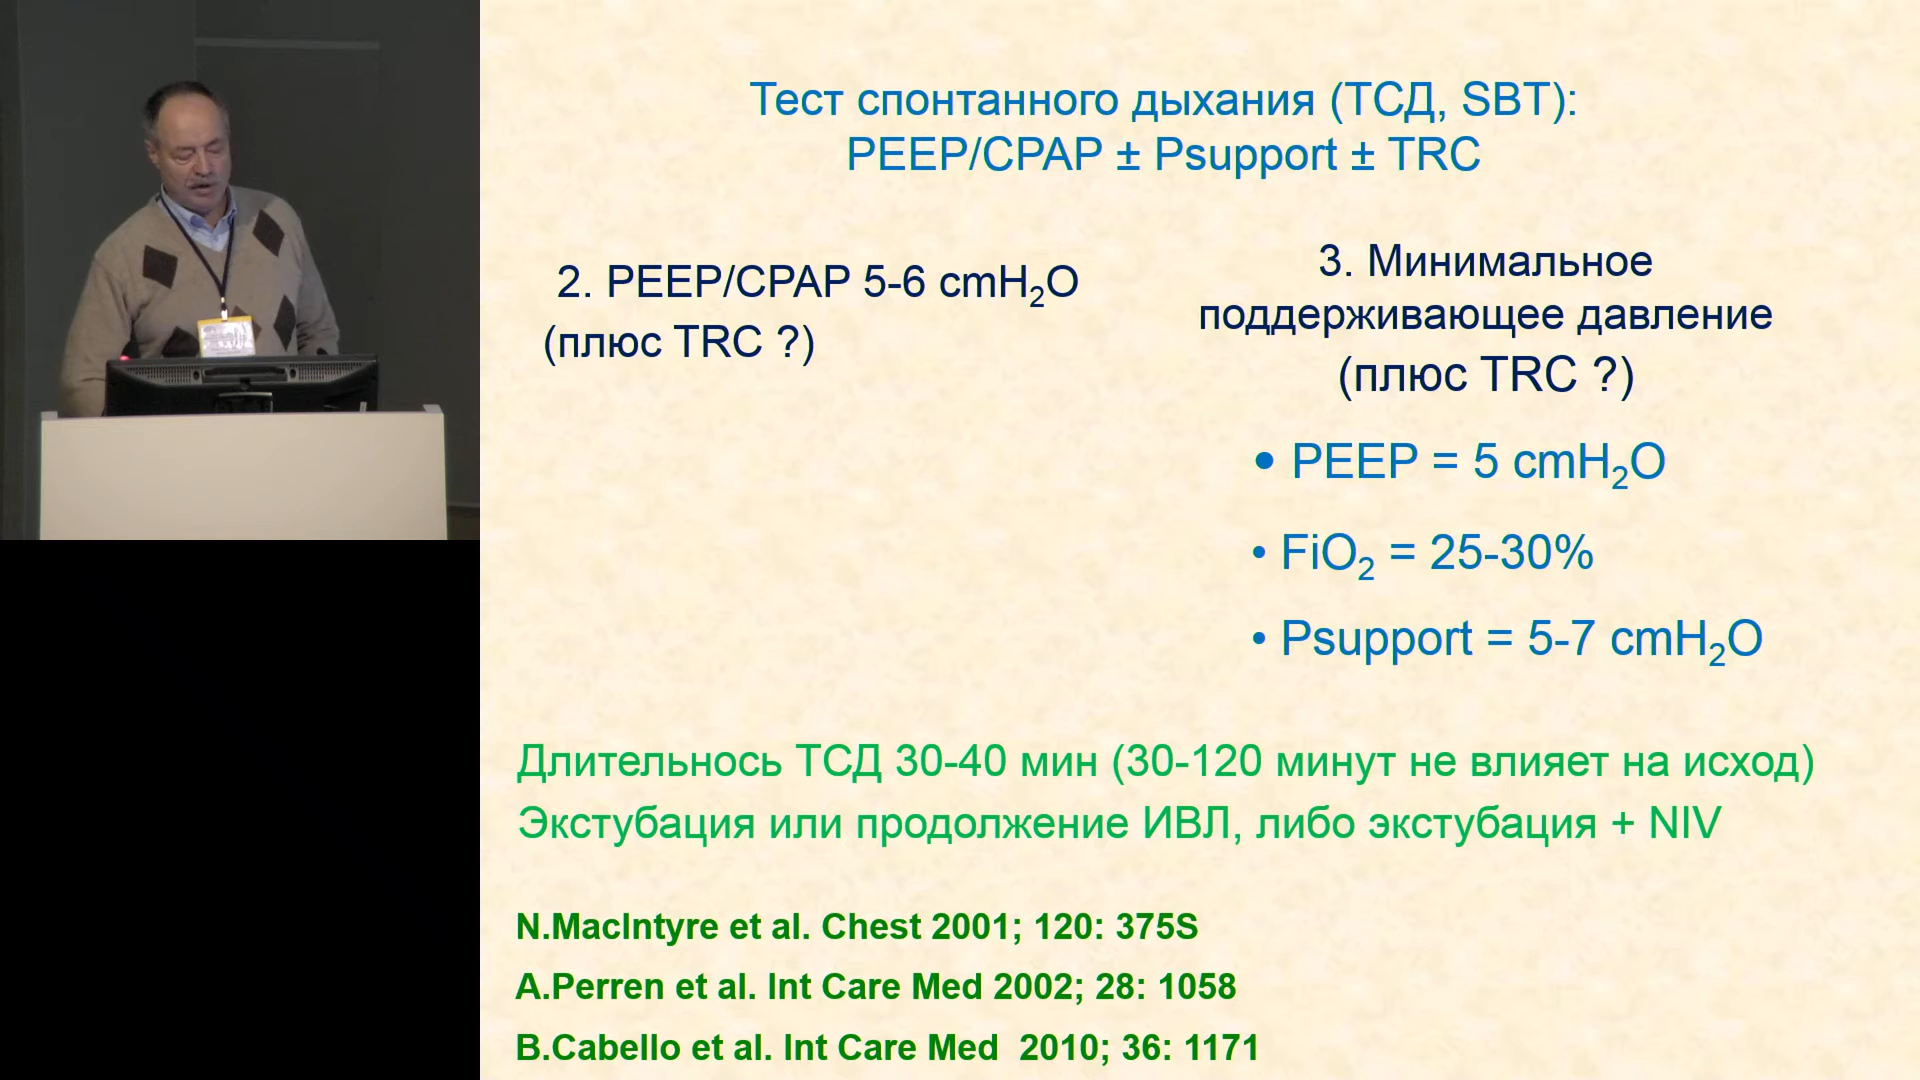 Тест спонтанного дыхания (ТСД, SBT):
PEEP/CPAP ± Psupport ± TRC
2. PEEP/CPAP 5-6 cmH₂O
(плюс TRC ?)
3. Минимальное
поддерживающее давление
(плюс TRC ?)
• PEEP = 5 cmH₂O
• FiO₂ = 25-30%
• Psupport = 5-7 cmH₂O
Длительнось ТСД 30-40 мин (30-120 минут не влияет на исход)
Экстубация или продолжение ИВЛ, либо экстубация + NIV
N.MacIntyre et al. Chest 2001; 120: 375S
A.Perren et al. Int Care Med 2002; 28: 1058
B.Cabello et al. Int Care Med 2010; 36: 1171